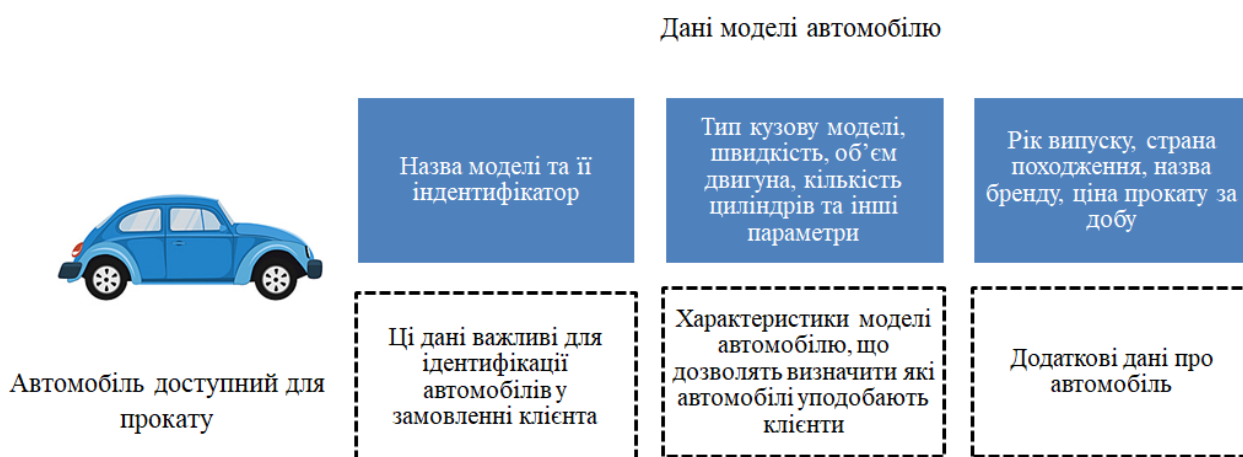 Дані моделі автомобілю
Назва моделі та її
індентифікатор
Тип кузову моделі,
швидкість, об’єм
двигуна, кількість
циліндрів та інші
параметри
Рік випуску, страна
походження, назва
бренду, ціна прокату за
добу
Автомобіль доступний для
прокату
Ці дані важливі для
ідентифікації
автомобілів у
замовленні клієнта
Характеристики моделі
автомобілю, що
дозволять визначити які
автомобілі уподобають
клієнти
Додаткові дані про
автомобіль